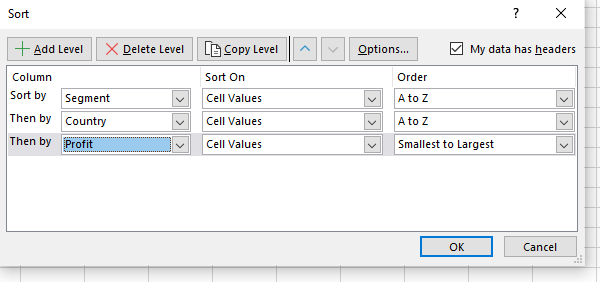 Sort ? ×
Add Level Delete Level Copy Level Options... My data has headers
Column Sort On Order
Sort by Segment Cell Values A to Z
Then by Country Cell Values A to Z
Then by Profit Cell Values Smallest to Largest
OK Cancel